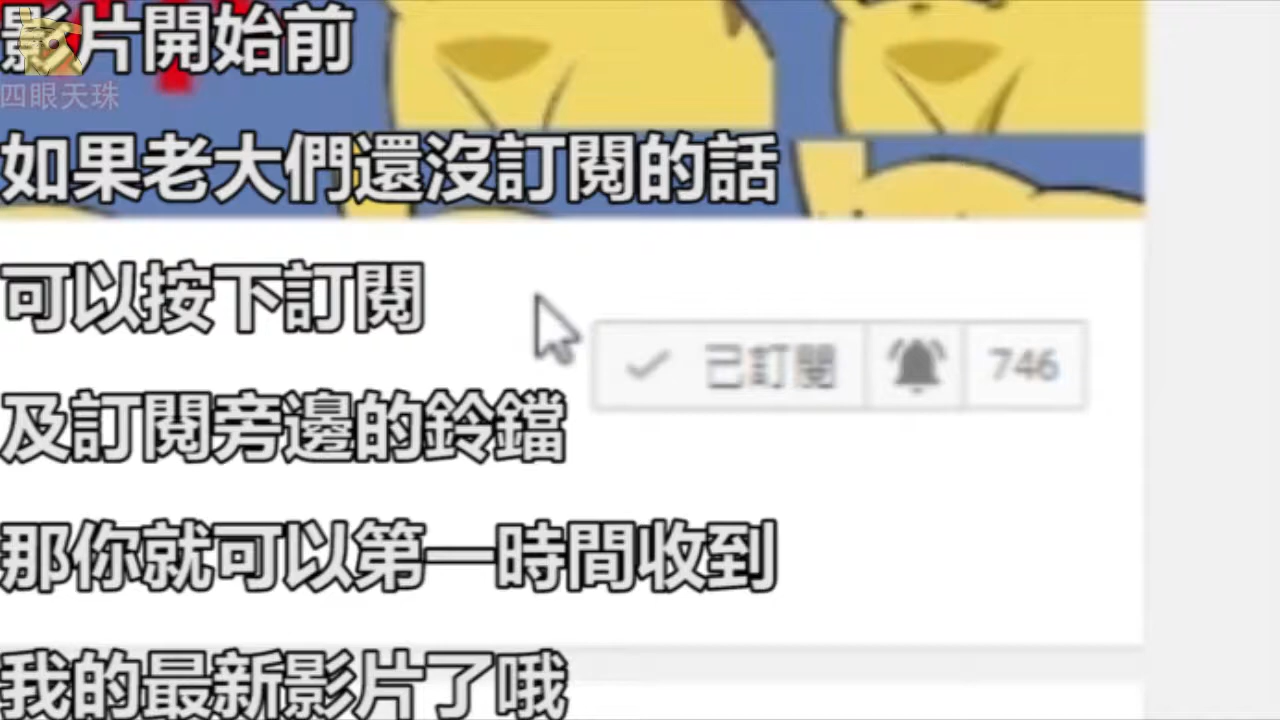 影片開始前
四眼天珠
如果老大們還沒訂閱的話
可以按下訂閱
已訂閱
746
及訂閱旁邊的鈴鐺
那你就可以第一時間收到
我的最新影片了哦